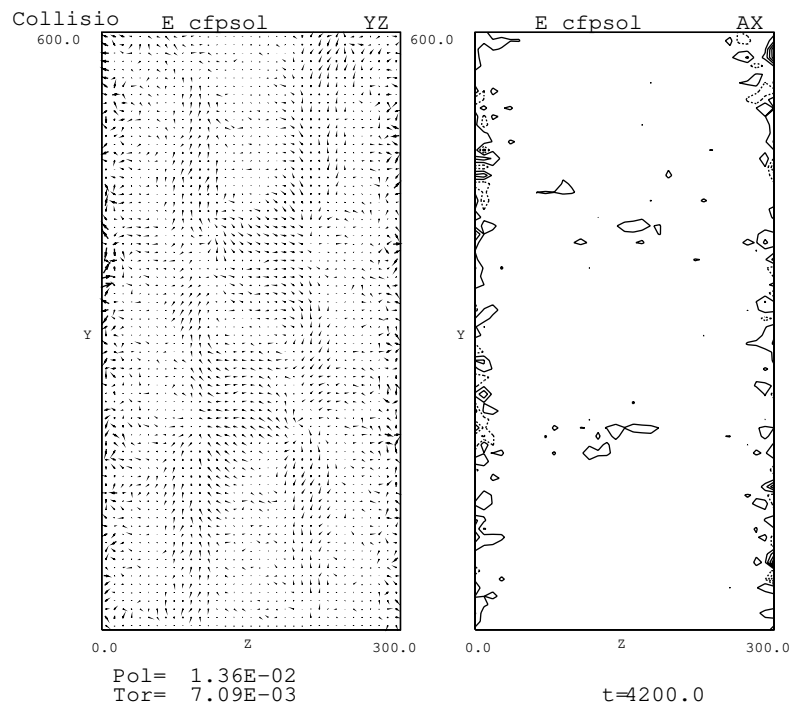 Collisio E cfpsol YZ E cfpsol AX
600.0 600.0
Y Y
0.0 Z 300.0 0.0 Z 300.0
Pol= 1.36E-02
Tor= 7.09E-03 t=4200.0